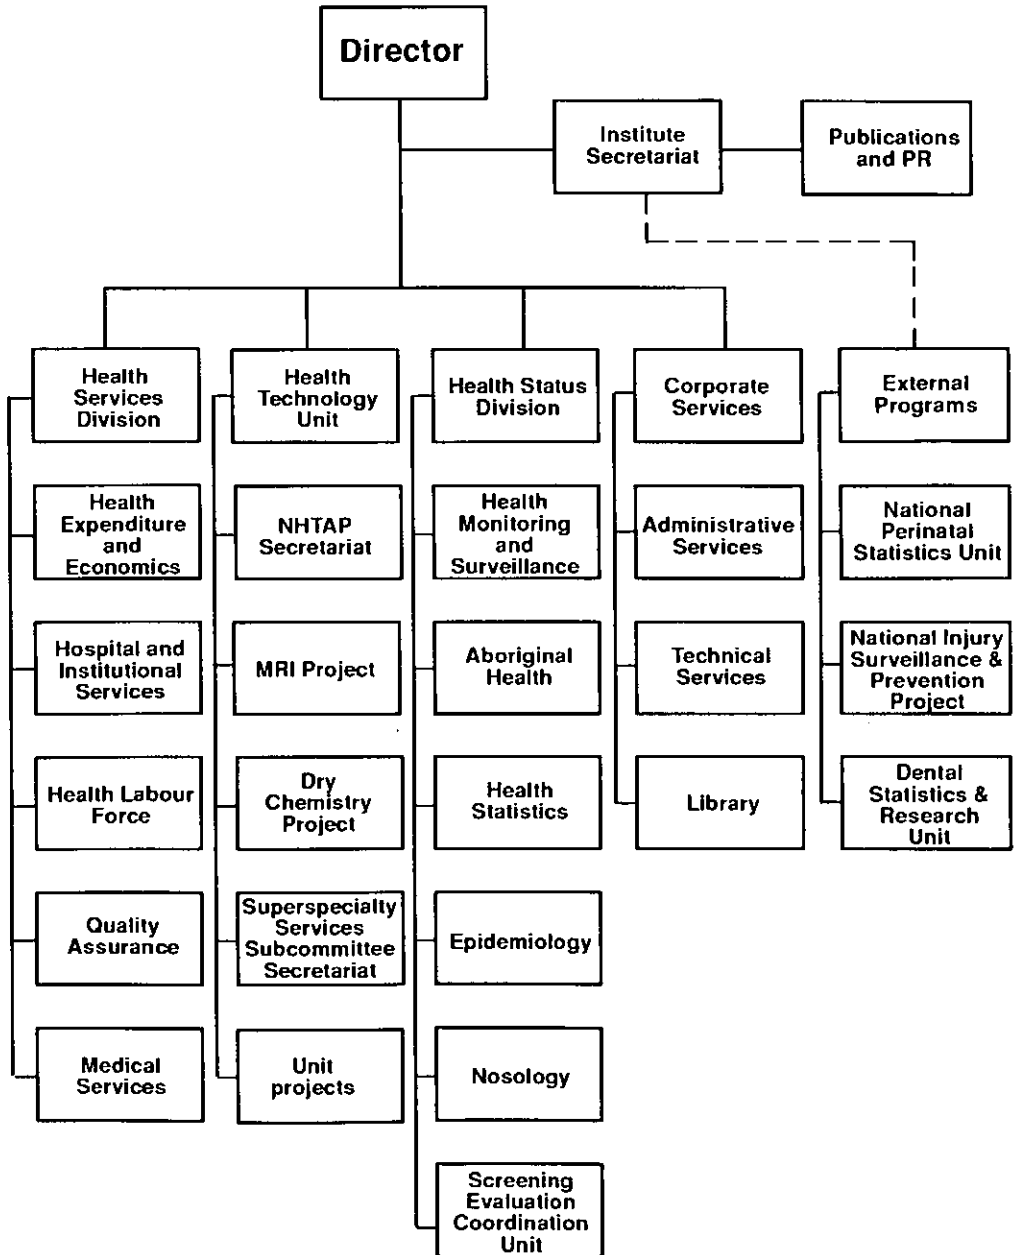 Director
Institute
Secretariat
Publications
and PR
Health
Services
Division
Health
Technology
Unit
Health Status
Division
Corporate
Services
External
Programs
Health
Expenditure
and
Economics
NHTAP
Secretariat
Health
Monitoring
and
Surveillance
Administrative
Services
National
Perinatal
Statistics Unit
Hospital and
Institutional
Services
MRI Project
Aboriginal
Health
Technical
Services
National Injury
Surveillance &
Prevention
Project
Health Labour
Force
Dry
Chemistry
Project
Health
Statistics
Library
Dental
Statistics &
Research
Unit
Quality
Assurance
Superspecialty
Services
Subcommittee
Secretariat
Epidemiology
Medical
Services
Unit
projects
Nosology
Screening
Evaluation
Coordination
Unit